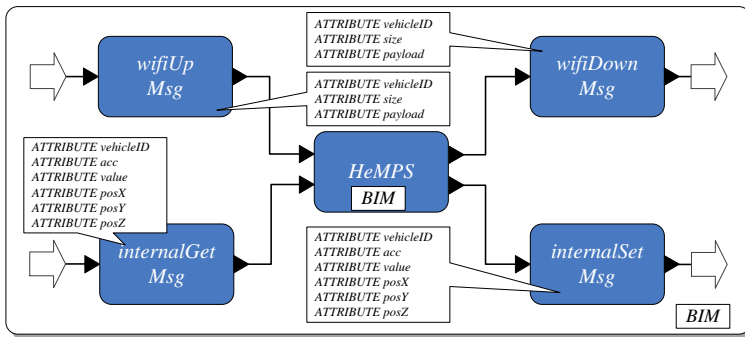 wifiUp
Msg
ATTRIBUTE vehicleID
ATTRIBUTE size
ATTRIBUTE payload
wifiDown
Msg
ATTRIBUTE vehicleID
ATTRIBUTE size
ATTRIBUTE payload
HeMPS
BIM
ATTRIBUTE vehicleID
ATTRIBUTE acc
ATTRIBUTE value
ATTRIBUTE posX
ATTRIBUTE posY
ATTRIBUTE posZ
internalGet
Msg
ATTRIBUTE vehicleID
ATTRIBUTE acc
ATTRIBUTE value
ATTRIBUTE posX
ATTRIBUTE posY
ATTRIBUTE posZ
internalSet
Msg
BIM